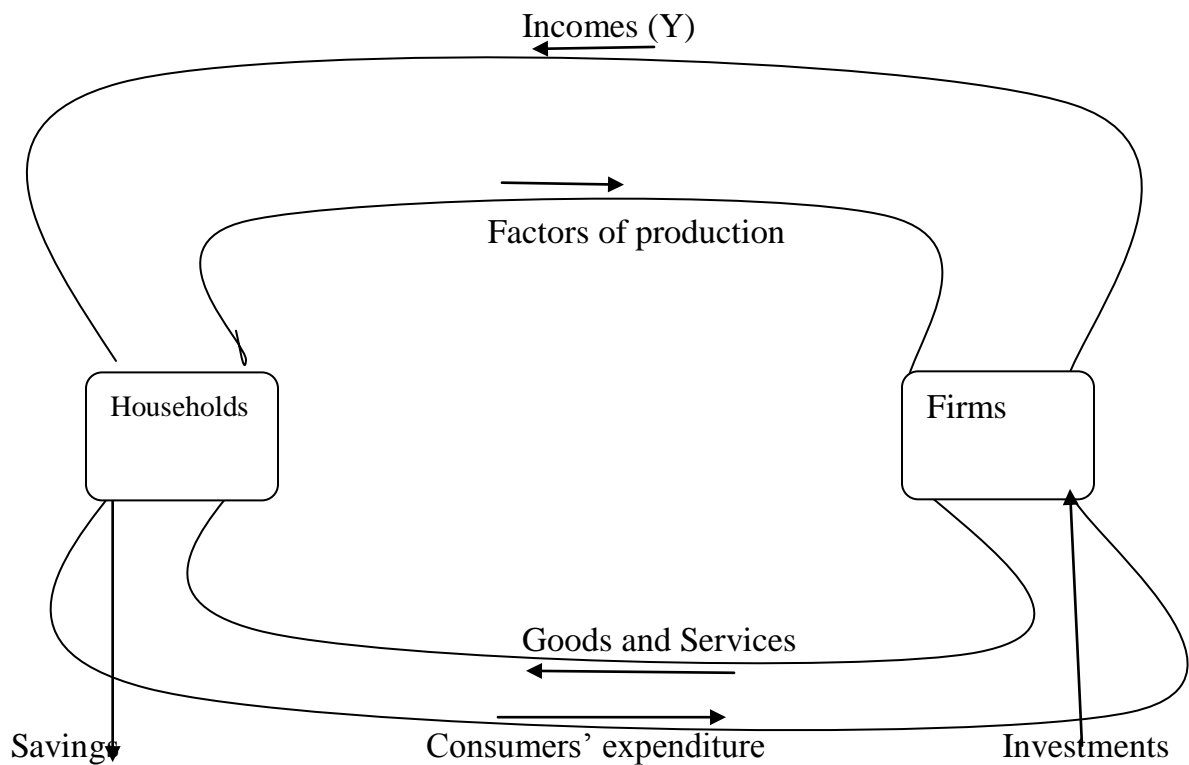 Incomes (Y)
Factors of production
Households
Firms
Goods and Services
Savings
Consumers’ expenditure
Investments